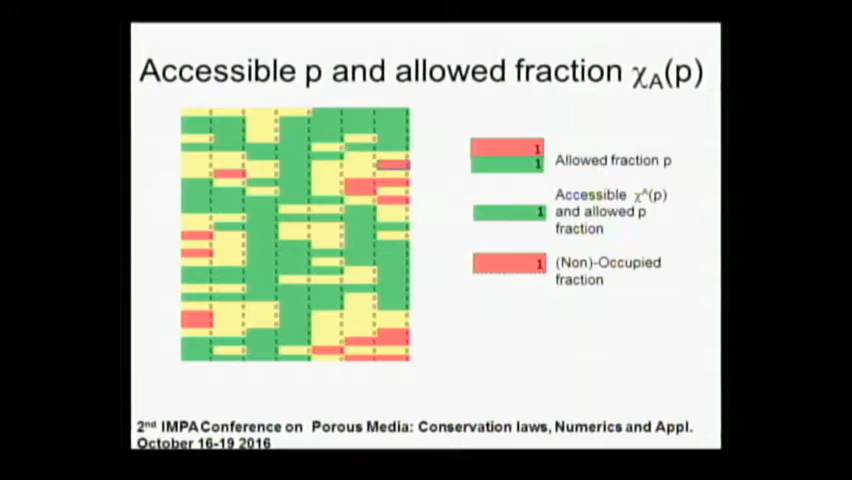 Accessible p and allowed fraction χA(p)
1
1
Allowed fraction p
Accessible χᴬ(p)
1
and allowed p
fraction
1
(Non)-Occupied
fraction
2nd IMPA Conference on Porous Media: Conservation laws, Numerics and Appl.
October 16-19 2016